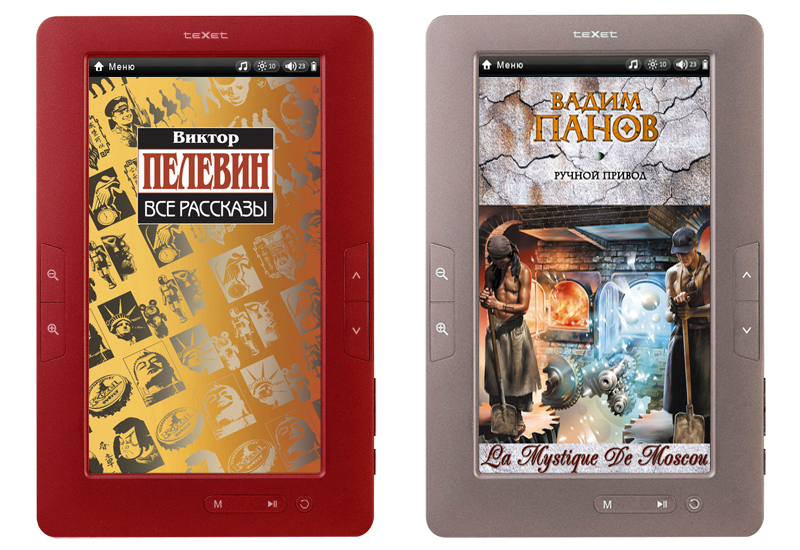 teXet
Меню
10
23
Виктор
ПЕЛЕВИН
ВСЕ РАССКАЗЫ
M
teXet
Меню
10
23
ВАДИМ
ПАНОВ
РУЧНОЙ ПРИВОД
La Mystique De Moscou
M